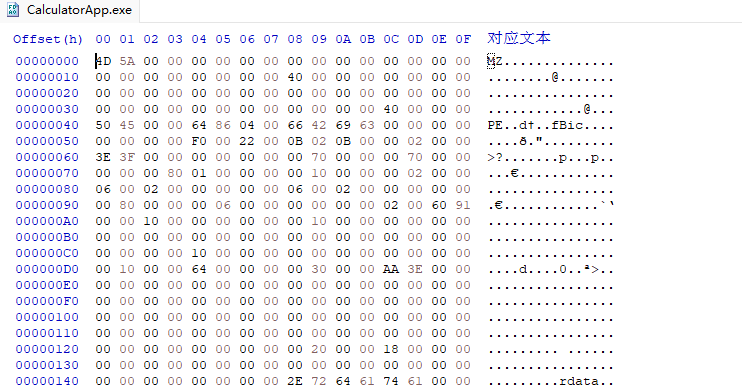 CalculatorApp.exe
Offset(h) 00 01 02 03 04 05 06 07 08 09 0A 0B 0C 0D 0E 0F 对应文本
00000000 4D 5A 00 00 00 00 00 00 00 00 00 00 00 00 00 00 MZ..............
00000010 00 00 00 00 00 00 00 00 40 00 00 00 00 00 00 00 ........@.......
00000020 00 00 00 00 00 00 00 00 00 00 00 00 00 00 00 00 ................
00000030 00 00 00 00 00 00 00 00 00 00 00 00 40 00 00 00 ............@...
00000040 50 45 00 00 64 86 04 00 66 42 69 63 00 00 00 00 PE..d†..fBic....
00000050 00 00 00 00 F0 00 22 00 0B 02 0B 00 00 02 00 00 ....ð.".........
00000060 3E 3F 00 00 00 00 00 00 00 70 00 00 00 70 00 00 >?.......p...p..
00000070 00 00 00 80 01 00 00 00 00 10 00 00 00 02 00 00 ...€............
00000080 06 00 02 00 00 00 00 00 06 00 02 00 00 00 00 00 ................
00000090 00 80 00 00 00 06 00 00 00 00 00 00 02 00 60 91 .€............`‘
000000A0 00 00 10 00 00 00 00 00 00 10 00 00 00 00 00 00 ................
000000B0 00 00 00 00 00 00 00 00 00 00 00 00 00 00 00 00 ................
000000C0 00 00 00 00 10 00 00 00 00 00 00 00 00 00 00 00 ................
000000D0 00 10 00 00 64 00 00 00 00 30 00 00 AA 3E 00 00 ....d....0..ª>..
000000E0 00 00 00 00 00 00 00 00 00 00 00 00 00 00 00 00 ................
000000F0 00 00 00 00 00 00 00 00 00 00 00 00 00 00 00 00 ................
00000100 00 00 00 00 00 00 00 00 00 00 00 00 00 00 00 00 ................
00000110 00 00 00 00 00 00 00 00 00 00 00 00 00 00 00 00 ................
00000120 00 00 00 00 00 00 00 00 00 20 00 00 18 00 00 00 ......... ......
00000130 00 00 00 00 00 00 00 00 00 00 00 00 00 00 00 00 ................
00000140 00 00 00 00 00 00 00 00 2E 72 64 61 74 61 00 00 .........rdata..